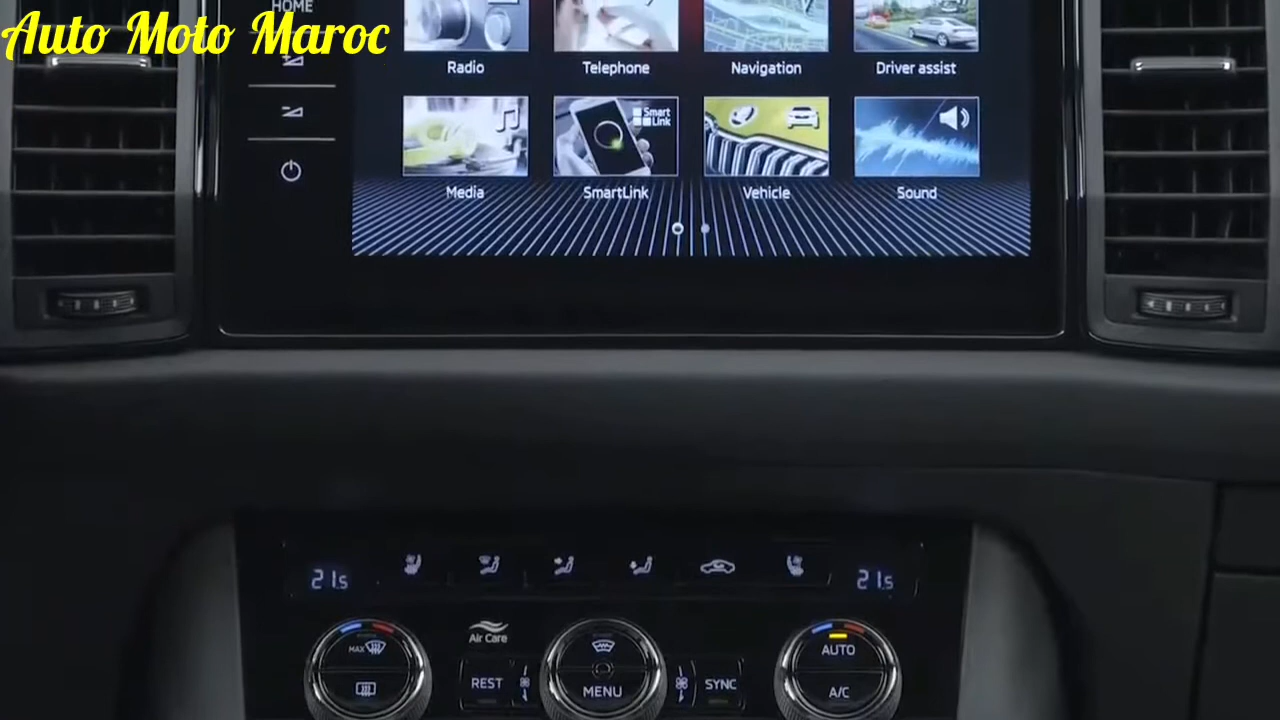 Auto Moto Maroc
HOME
Radio
Telephone
Navigation
Driver assist
Smart
Link
Media
SmartLink
Vehicle
Sound
21.5
21.5
MAX
Air Care
AUTO
REST
MENU
SYNC
A/C